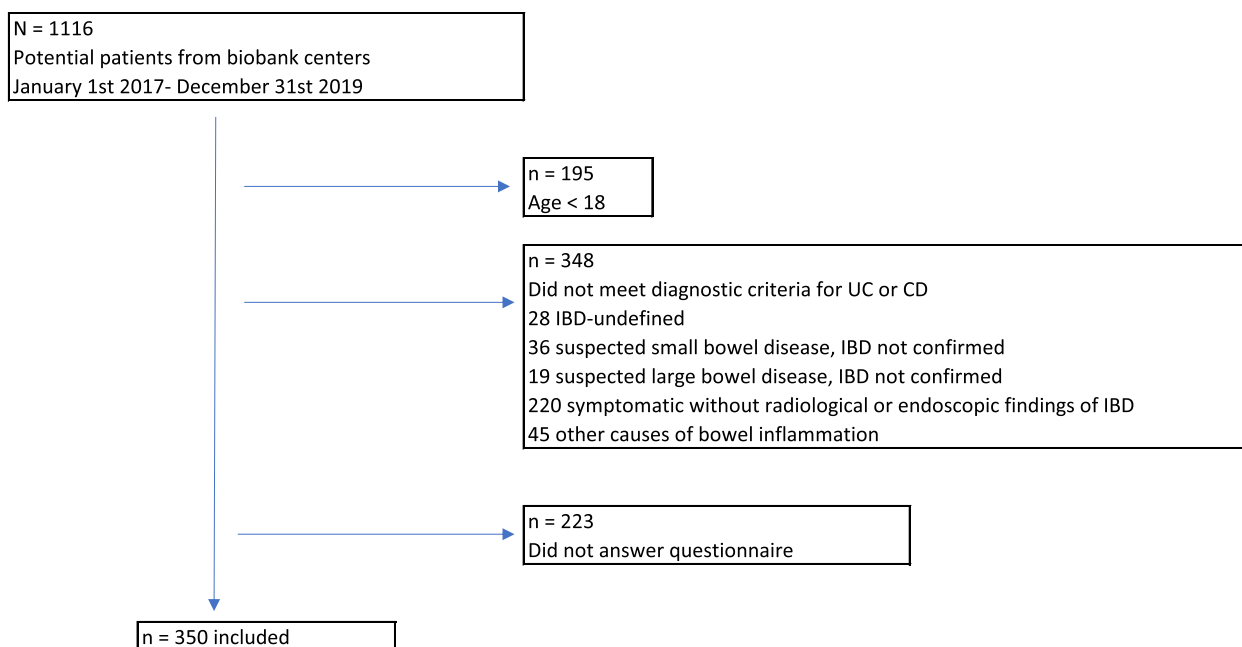 N = 1116
Potential patients from biobank centers
January 1st 2017- December 31st 2019
n = 195
Age < 18
n = 348
Did not meet diagnostic criteria for UC or CD
28 IBD-undefined
36 suspected small bowel disease, IBD not confirmed
19 suspected large bowel disease, IBD not confirmed
220 symptomatic without radiological or endoscopic findings of IBD
45 other causes of bowel inflammation
n = 223
Did not answer questionnaire
n = 350 included